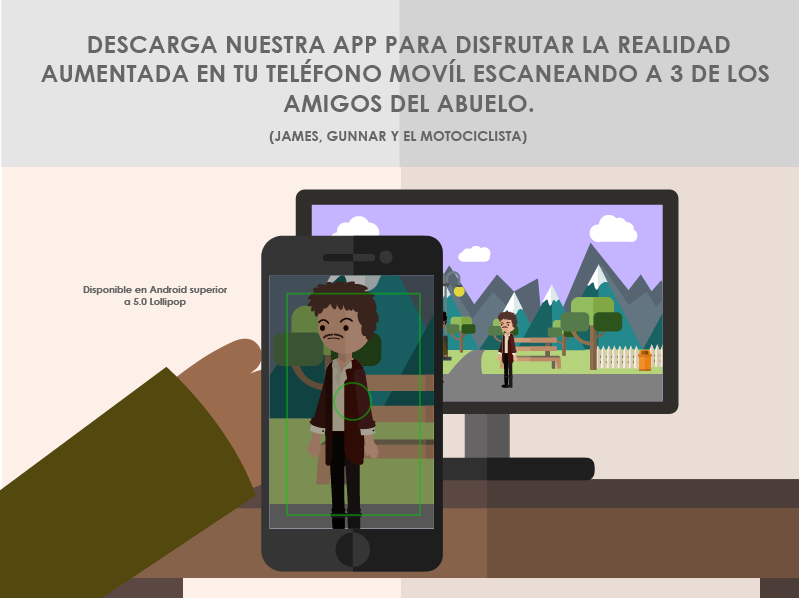 DESCARGA NUESTRA APP PARA DISFRUTAR LA REALIDAD
AUMENTADA EN TU TELÉFONO MOVÍL ESCANEANDO A 3 DE LOS
AMIGOS DEL ABUELO.
(JAMES, GUNNAR Y EL MOTOCICLISTA)
Disponible en Android superior
a 5.0 Lollipop